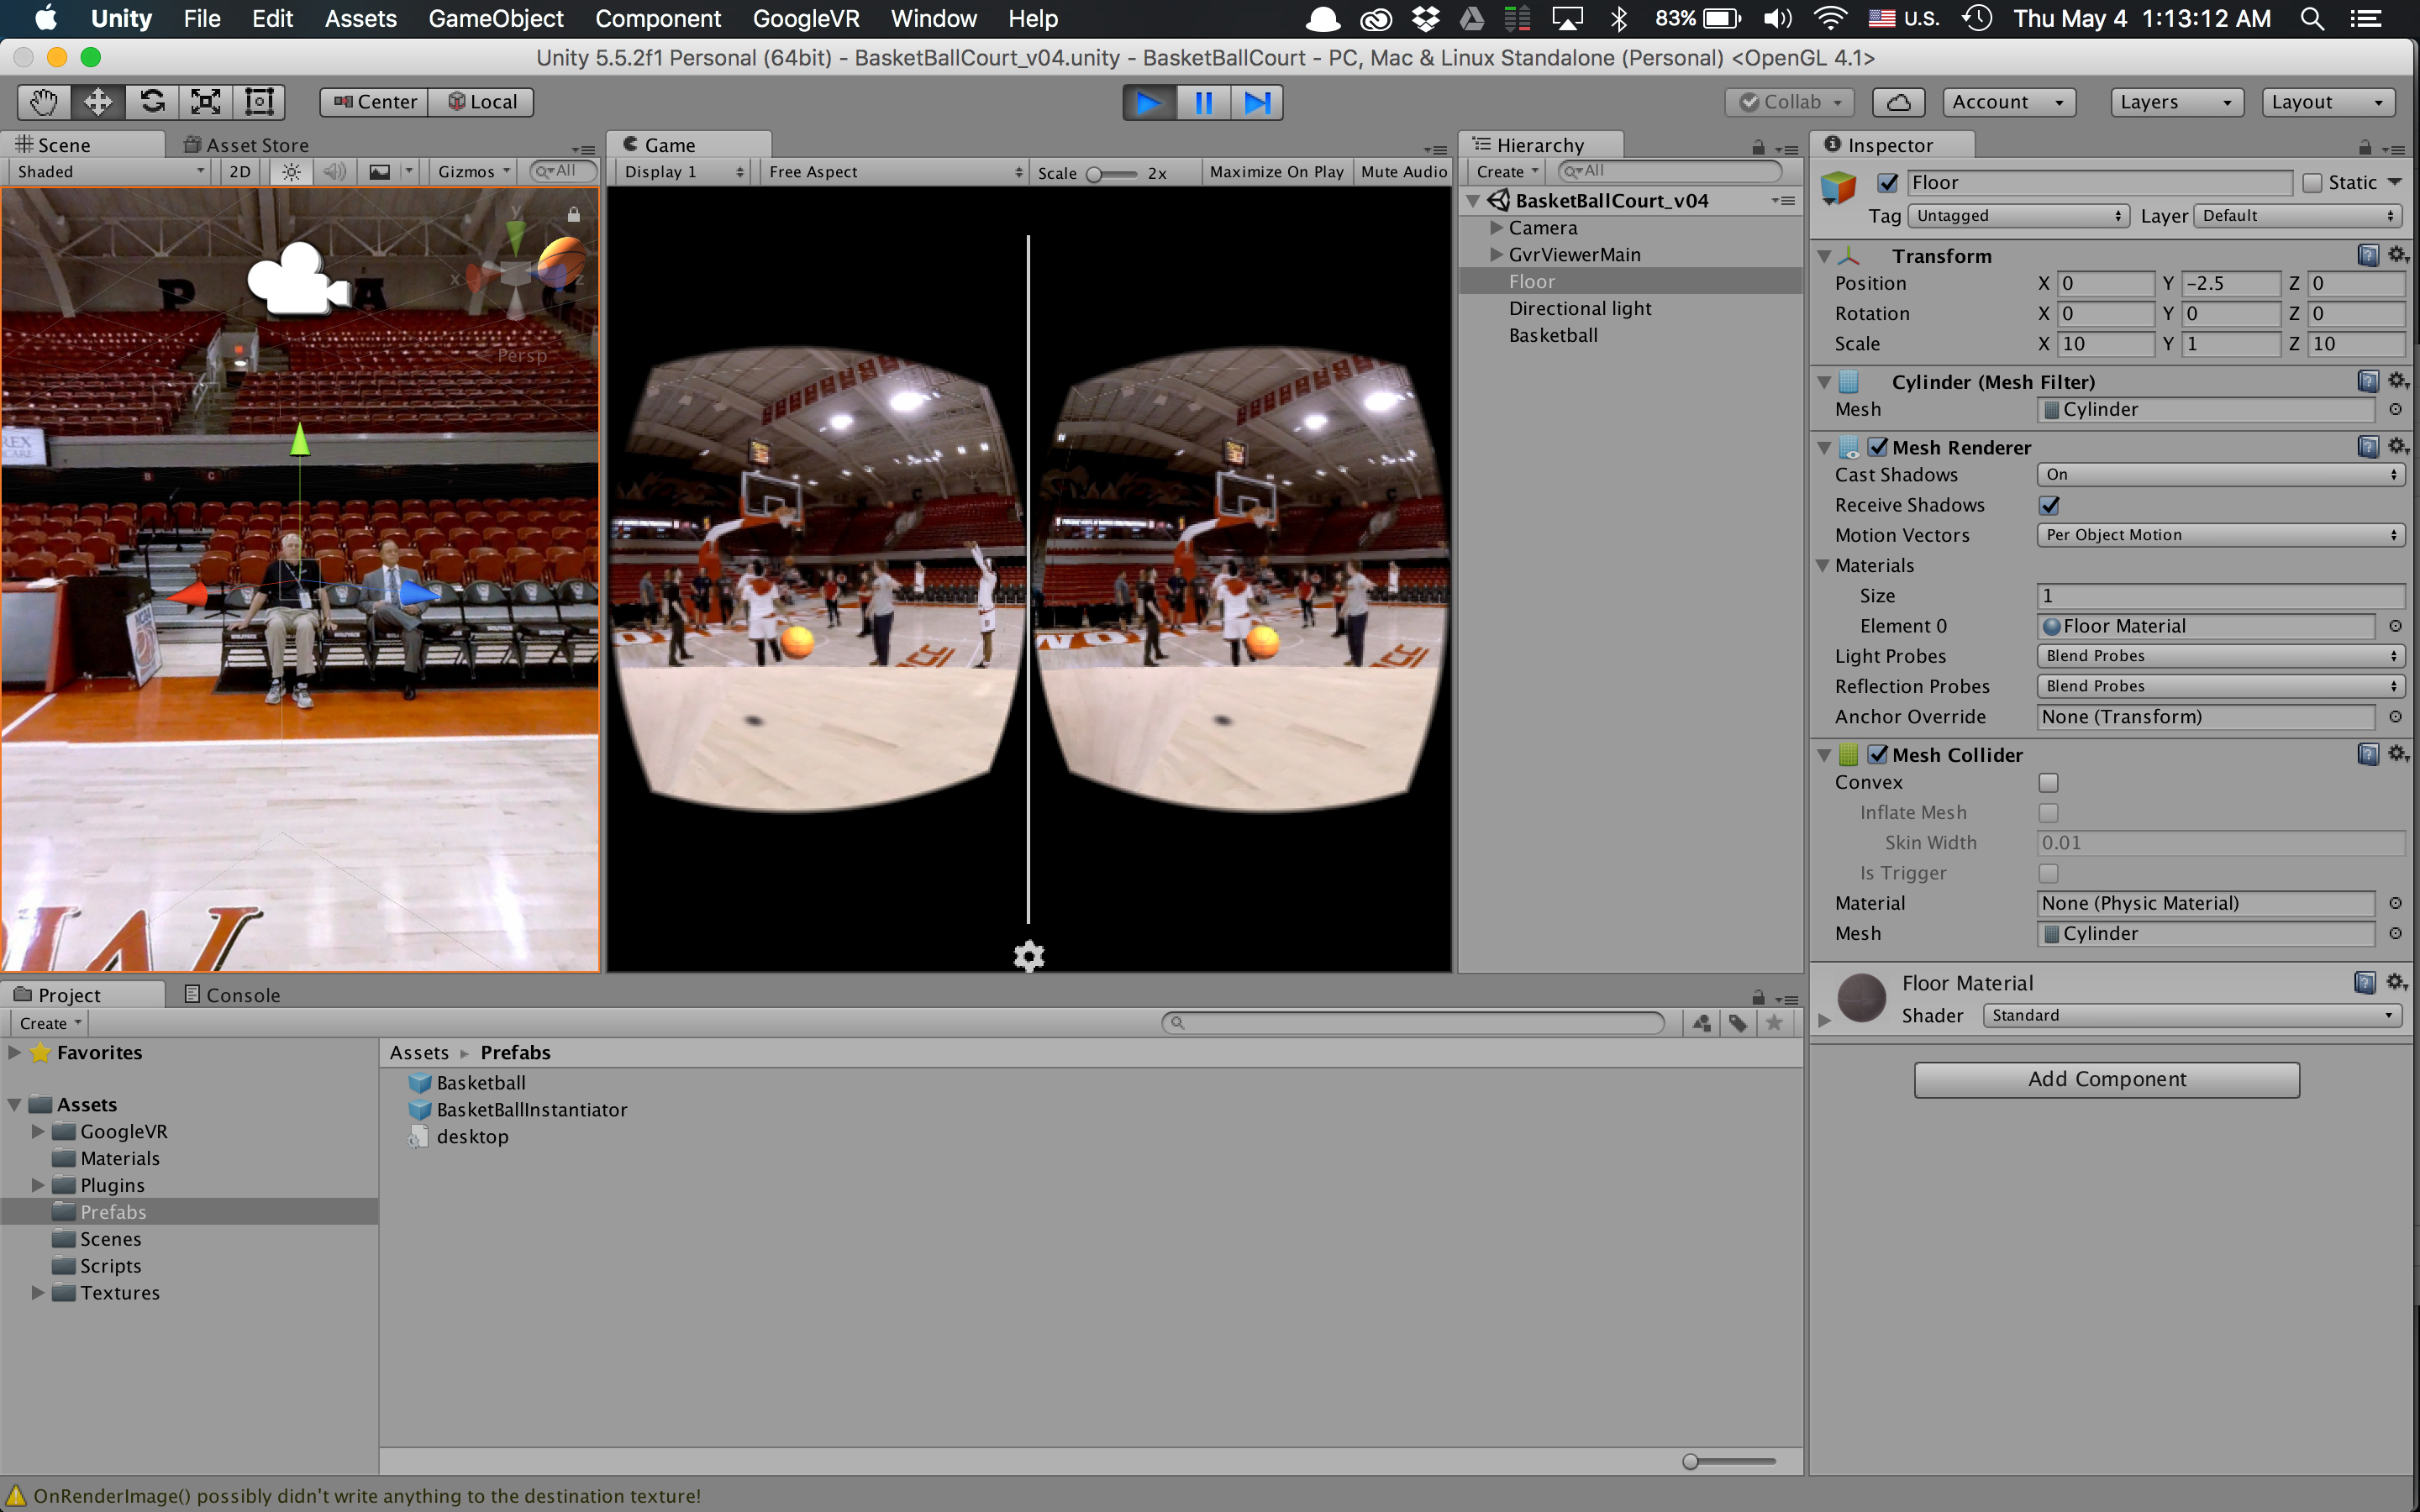 Unity File Edit Assets GameObject Component GoogleVR Window Help 83% U.S. Thu May 4 1:13:12 AM
Unity 5.5.2f1 Personal (64bit) - BasketBallCourt_v04.unity - BasketBallCourt - PC, Mac & Linux Standalone (Personal) <OpenGL 4.1>
Center Local Collab Account Layers Layout
Scene Asset Store Game Hierarchy Inspector
Shaded 2D Gizmos All Display 1 Free Aspect Scale 2x Maximize On Play Mute Audio Create All
Floor Static
Tag Untagged Layer Default
BasketBallCourt_v04
Camera
GvrViewerMain
Floor
Directional light
Basketball
y
x
z
Persp
P A C
REX
B C
WOLFPACK
Transform
Position X 0 Y -2.5 Z 0
Rotation X 0 Y 0 Z 0
Scale X 10 Y 1 Z 10
Cylinder (Mesh Filter)
Mesh Cylinder
Mesh Renderer
Cast Shadows On
Receive Shadows
Motion Vectors Per Object Motion
Materials
Size 1
Element 0 Floor Material
Light Probes Blend Probes
Reflection Probes Blend Probes
Anchor Override None (Transform)
Mesh Collider
Convex
Inflate Mesh
Skin Width 0.01
Is Trigger
Material None (Physic Material)
Mesh Cylinder
Floor Material
Shader Standard
Add Component
Project Console
Create
Favorites
Assets
GoogleVR
Materials
Plugins
Prefabs
Scenes
Scripts
Textures
Assets Prefabs
Basketball
BasketBallInstantiator
desktop
OnRenderImage() possibly didn't write anything to the destination texture!